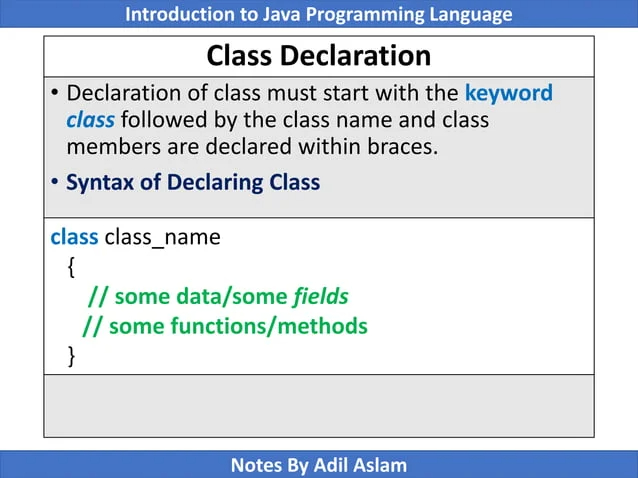 Introduction to Java Programming Language
Class Declaration
• Declaration of class must start with the keyword
class followed by the class name and class
members are declared within braces.
• Syntax of Declaring Class
class class_name
{
// some data/some fields
// some functions/methods
}
Notes By Adil Aslam